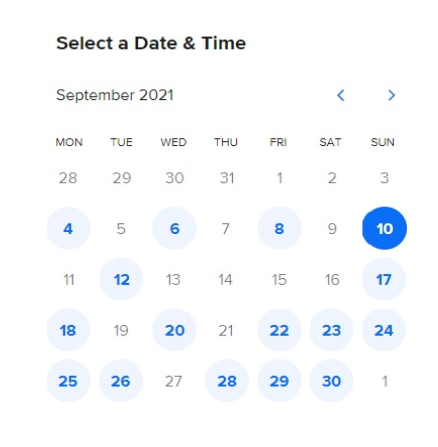 Select a Date & Time
September 2021
MON TUE WED THU FRI SAT SUN
28 29 30 31 1 2 3
4 5 6 7 8 9 10
11 12 13 14 15 16 17
18 19 20 21 22 23 24
25 26 27 28 29 30 1